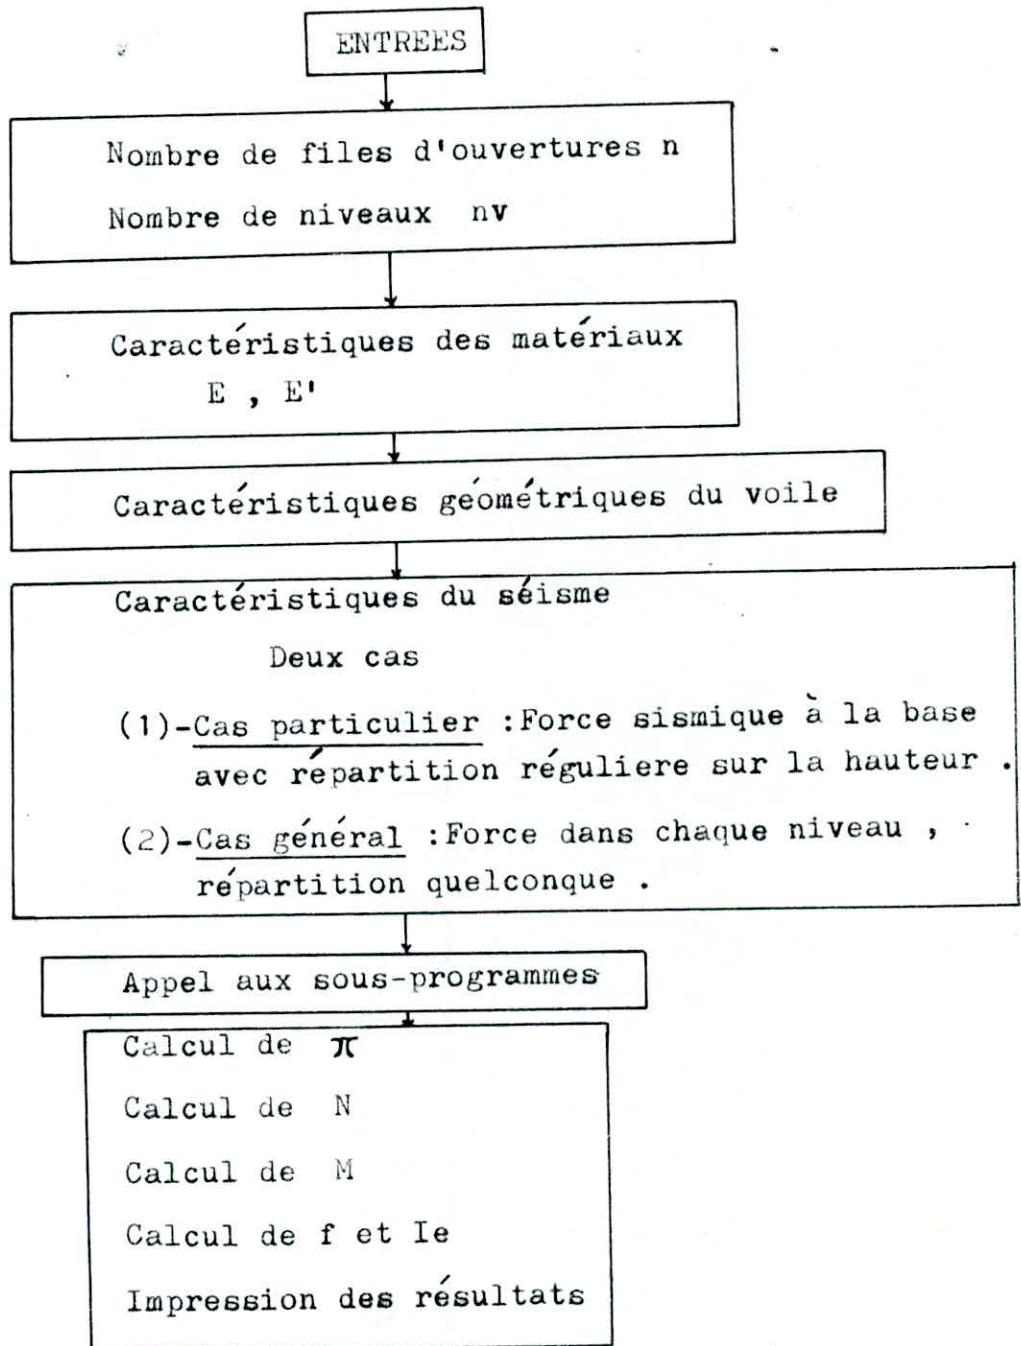 ENTREES
Nombre de files d'ouvertures n
Nombre de niveaux nv
Caractéristiques des matériaux
E , E'
Caractéristiques géométriques du voile
Caractéristiques du séisme
Deux cas
(1)-Cas particulier :Force sismique à la base
avec répartition réguliere sur la hauteur .
(2)-Cas général :Force dans chaque niveau ,
répartition quelconque .
Appel aux sous-programmes
Calcul de π
Calcul de N
Calcul de M
Calcul de f et Ie
Impression des résultats